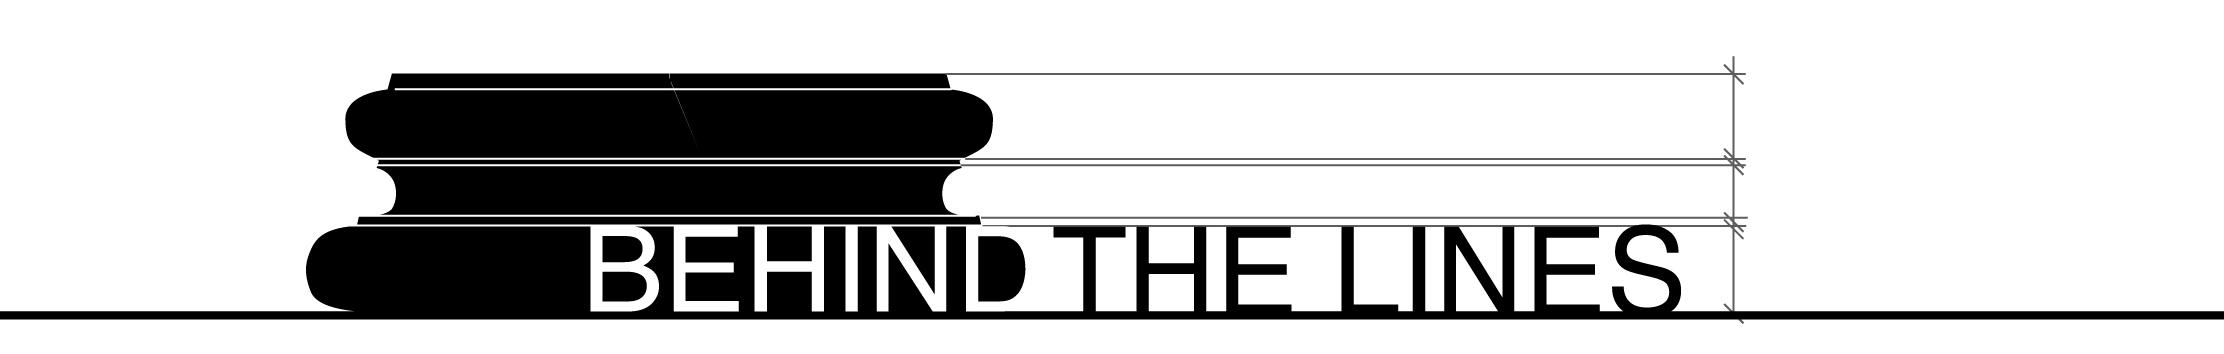 BEHIND THE LINES